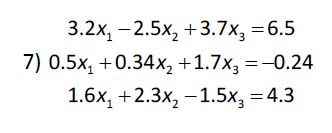 3.2x₁ −2.5x₂ +3.7x₃ =6.5
7) 0.5x₁ +0.34x₂ +1.7x₃ =−0.24
1.6x₁ +2.3x₂ −1.5x₃ =4.3